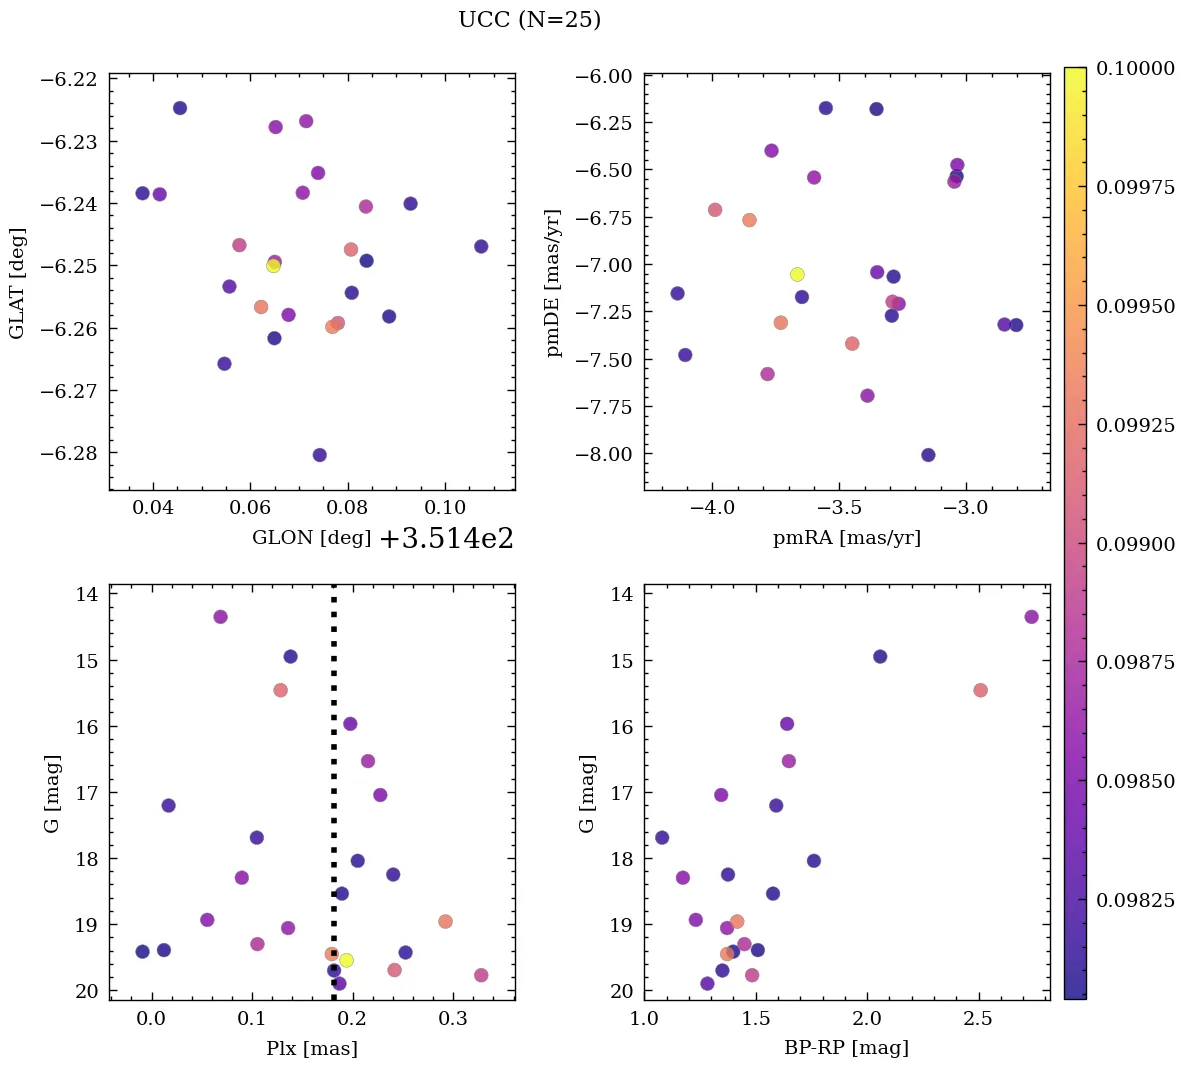 UCC (N=25)
−6.22
−6.23
−6.24
−6.25
−6.26
−6.27
−6.28
GLAT [deg]
0.04 0.06 0.08 0.10
GLON [deg] +3.514e2
−6.00
−6.25
−6.50
−6.75
−7.00
−7.25
−7.50
−7.75
−8.00
pmDE [mas/yr]
−4.0 −3.5 −3.0
pmRA [mas/yr]
0.10000
0.09975
0.09950
0.09925
0.09900
0.09875
0.09850
0.09825
14
15
16
17
18
19
20
G [mag]
0.0 0.1 0.2 0.3
Plx [mas]
14
15
16
17
18
19
20
G [mag]
1.0 1.5 2.0 2.5
BP-RP [mag]